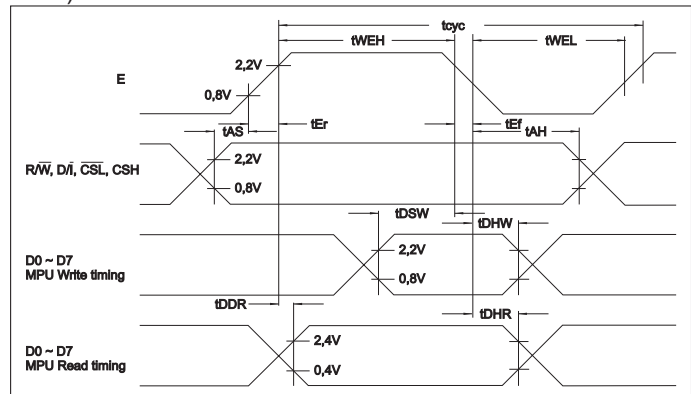 tcyc
tWEH tWEL
2,2V
E
0,8V
tEr tEf
tAS tAH
2,2V
R/W̅, D/I̅, C̅S̅L̅, CSH
0,8V
tDSW
tDHW
2,2V
D0 ~ D7
MPU Write timing
0,8V
tDDR
tDHR
2,4V
D0 ~ D7
MPU Read timing
0,4V